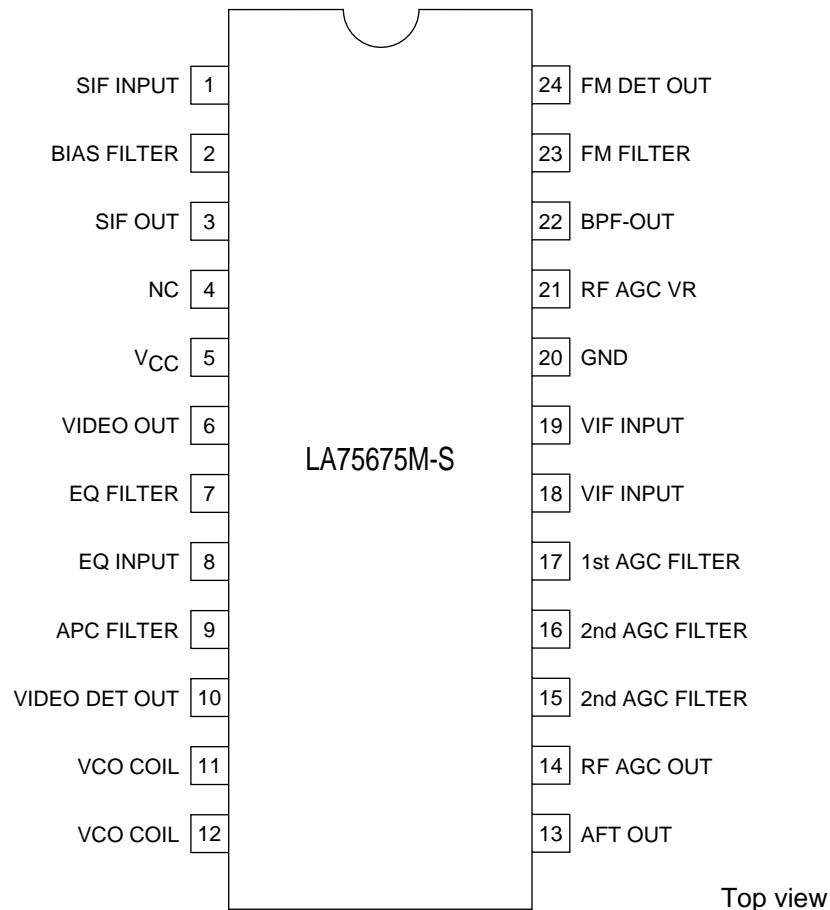 SIF INPUT 1
BIAS FILTER 2
SIF OUT 3
NC 4
VCC 5
VIDEO OUT 6
EQ FILTER 7
EQ INPUT 8
APC FILTER 9
VIDEO DET OUT 10
VCO COIL 11
VCO COIL 12
LA75675M-S
24 FM DET OUT
23 FM FILTER
22 BPF-OUT
21 RF AGC VR
20 GND
19 VIF INPUT
18 VIF INPUT
17 1st AGC FILTER
16 2nd AGC FILTER
15 2nd AGC FILTER
14 RF AGC OUT
13 AFT OUT
Top view